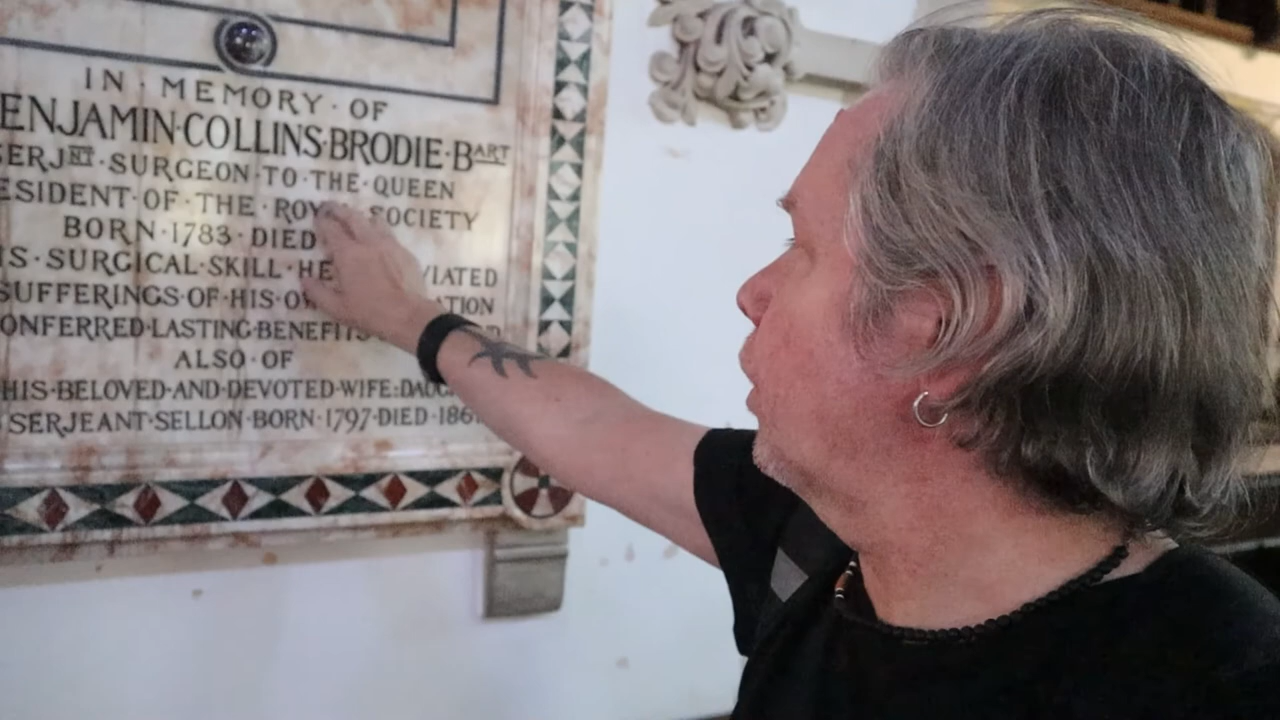 IN · MEMORY · OF
ENJAMIN·COLLINS·BRODIE·BART
SERJNT·SURGEON·TO·THE·QUEEN
ESIDENT·OF·THE·ROY SOCIETY
BORN·1783·DIED
IS·SURGICAL·SKILL·HE VIATED
SUFFERINGS·OF·HIS·OW ATION
ONFERRED·LASTING·BENEFITS
ALSO·OF
HIS·BELOVED·AND·DEVOTED·WIFE:DAUG
SERJEANT·SELLON·BORN·1797·DIED·186